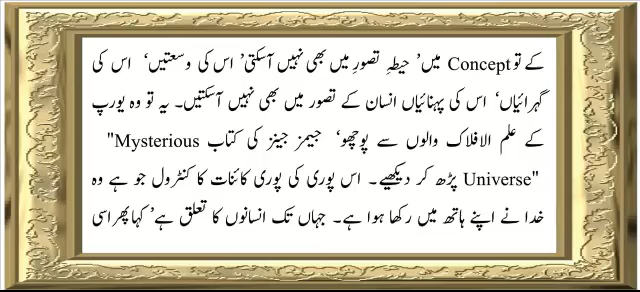 کے تو Concept میں’ حیطہ تصورِ میں بھی نہیں آسکتی’ اس کی وسعتیں‘ اس کی
گہرائیاں‘ اس کی پہنائیاں انسان کے تصور میں بھی نہیں آسکتیں۔ یہ تو وہ یورپ
کے علم الافلاک والوں سے پوچھو‘ جیمز جینز کی کتاب Mysterious"
"Universe پڑھ کر دیکھیے۔ اس پوری کی پوری کائنات کا کنٹرول جو ہے وہ
خدا نے اپنے ہاتھ میں رکھا ہوا ہے۔ جہاں تک انسانوں کا تعلق ہے’ کہا پھر اسی